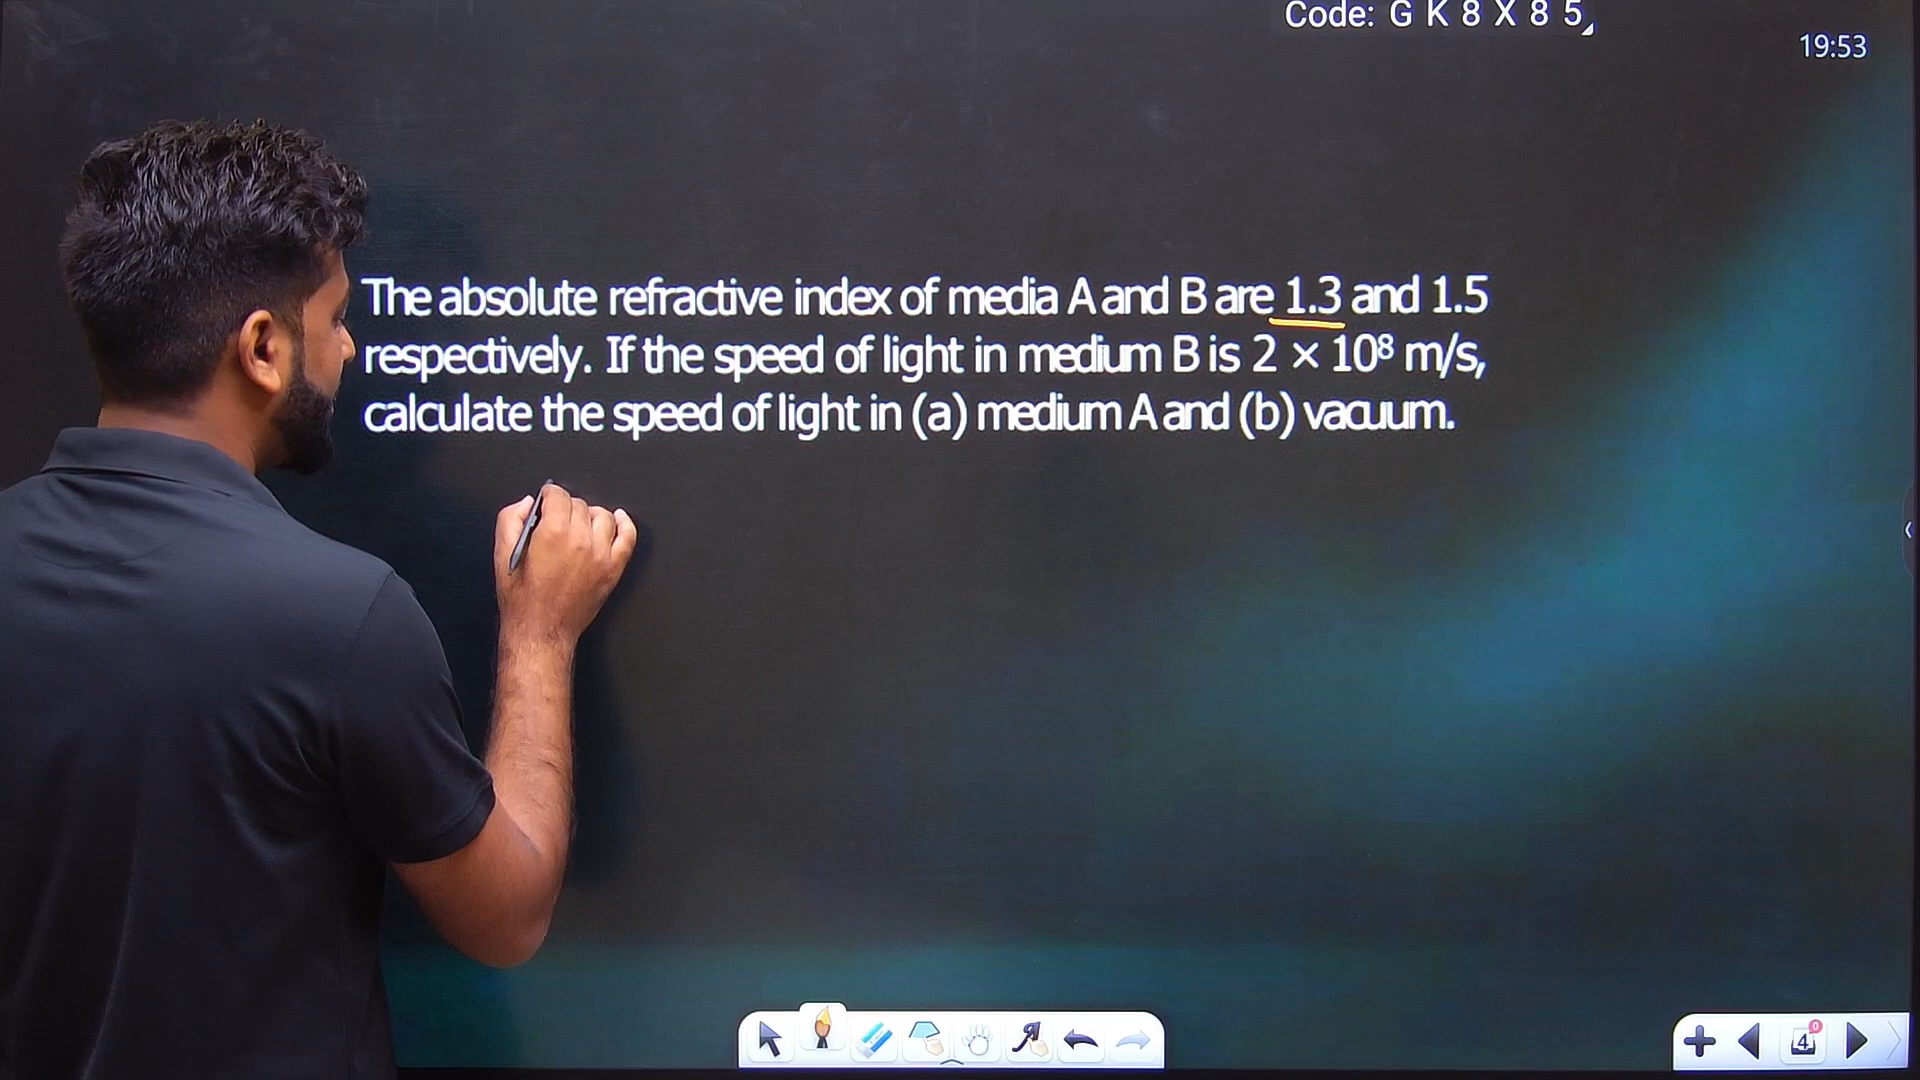 Code: G K 8 X 8 5
19:53
The absolute refractive index of media A and B are 1.3 and 1.5
respectively. If the speed of light in medium B is 2 × 10⁸ m/s,
calculate the speed of light in (a) medium A and (b) vacuum.
4
0